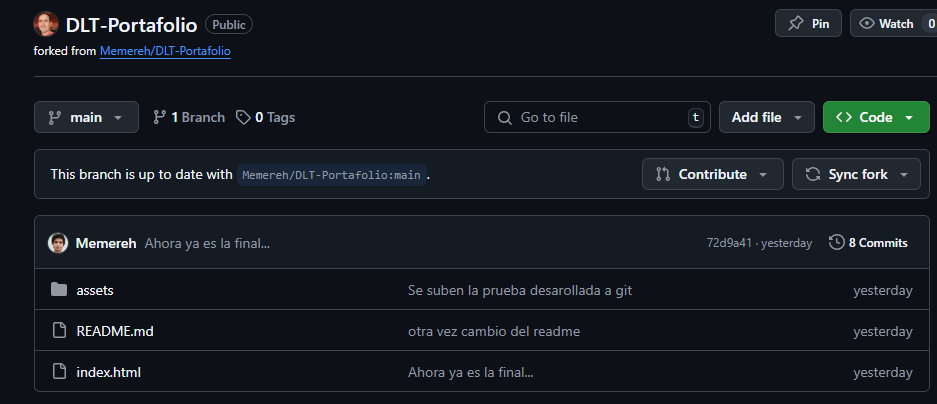 DLT-Portafolio Public Pin Watch 0
forked from Memereh/DLT-Portafolio
main 1 Branch 0 Tags Go to file t Add file Code
This branch is up to date with Memereh/DLT-Portafolio:main. Contribute Sync fork
Memereh Ahora ya es la final... 72d9a41 · yesterday 8 Commits
assets Se suben la prueba desarollada a git yesterday
README.md otra vez cambio del readme yesterday
index.html Ahora ya es la final... yesterday